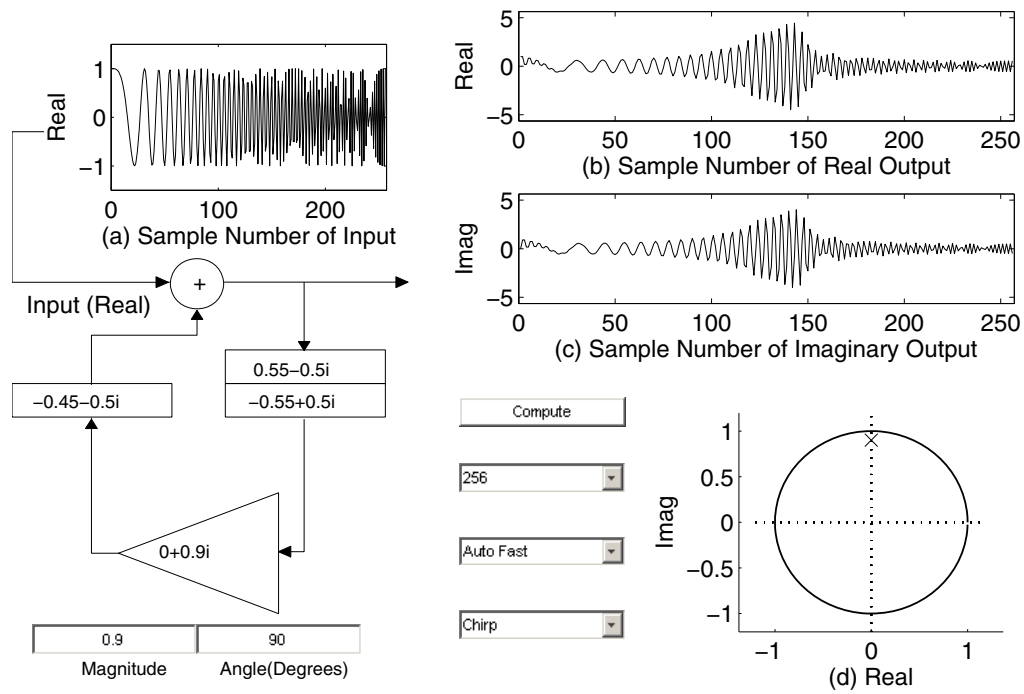 Real
1
0
−1
0 100 200
(a) Sample Number of Input
Input (Real)
+
0.55−0.5i
−0.55+0.5i
−0.45−0.5i
0+0.9i
0.9
90
Magnitude
Angle(Degrees)
Real
5
0
−5
0 50 100 150 200 250
(b) Sample Number of Real Output
Imag
5
0
−5
0 50 100 150 200 250
(c) Sample Number of Imaginary Output
Compute
256
Auto Fast
Chirp
Imag
1
0.5
0
−0.5
−1
−1 0 1
(d) Real